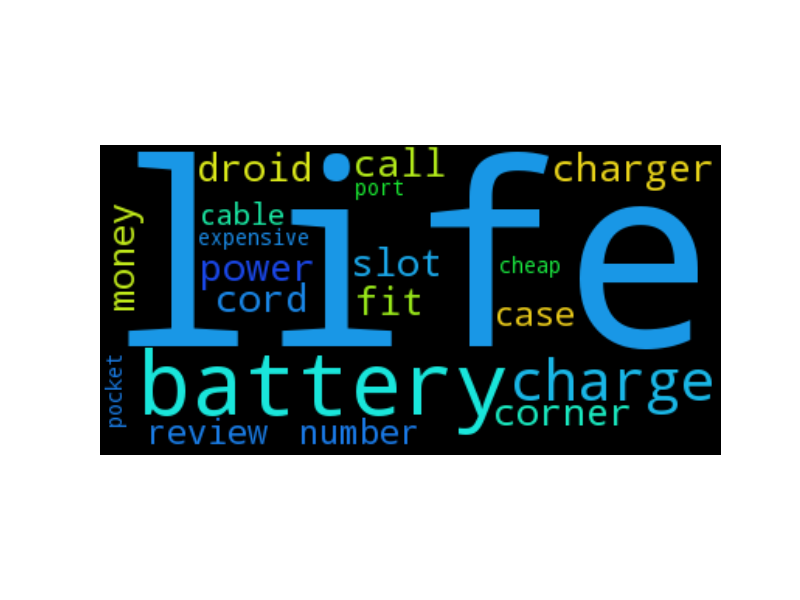 life
droid
call
charger
port
money
cable
expensive
power
slot
cheap
cord
fit
case
battery
charge
pocket
corner
review
number